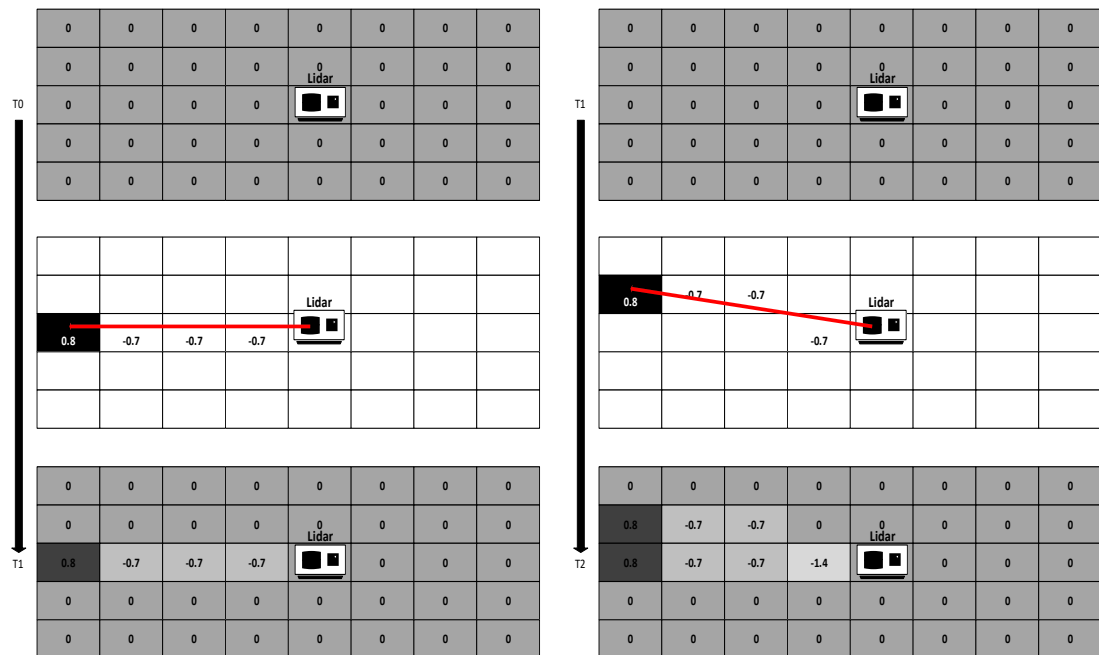 0 0 0 0 0 0 0 0
0 0 0 0 0 0 0 0
Lidar
T0 0 0 0 0 0 0 0
0 0 0 0 0 0 0 0
0 0 0 0 0 0 0 0
Lidar
0.8 -0.7 -0.7 -0.7
0 0 0 0 0 0 0 0
0 0 0 0 0 0 0 0
Lidar
T1 0.8 -0.7 -0.7 -0.7 0 0 0
0 0 0 0 0 0 0 0
0 0 0 0 0 0 0 0
0 0 0 0 0 0 0 0
0 0 0 0 0 0 0 0
Lidar
T1 0 0 0 0 0 0 0
0 0 0 0 0 0 0 0
0 0 0 0 0 0 0 0
0.8 -0.7 -0.7
Lidar
-0.7
0 0 0 0 0 0 0 0
0.8 -0.7 -0.7 0 0 0 0 0
Lidar
T2 0.8 -0.7 -0.7 -1.4 0 0 0
0 0 0 0 0 0 0 0
0 0 0 0 0 0 0 0